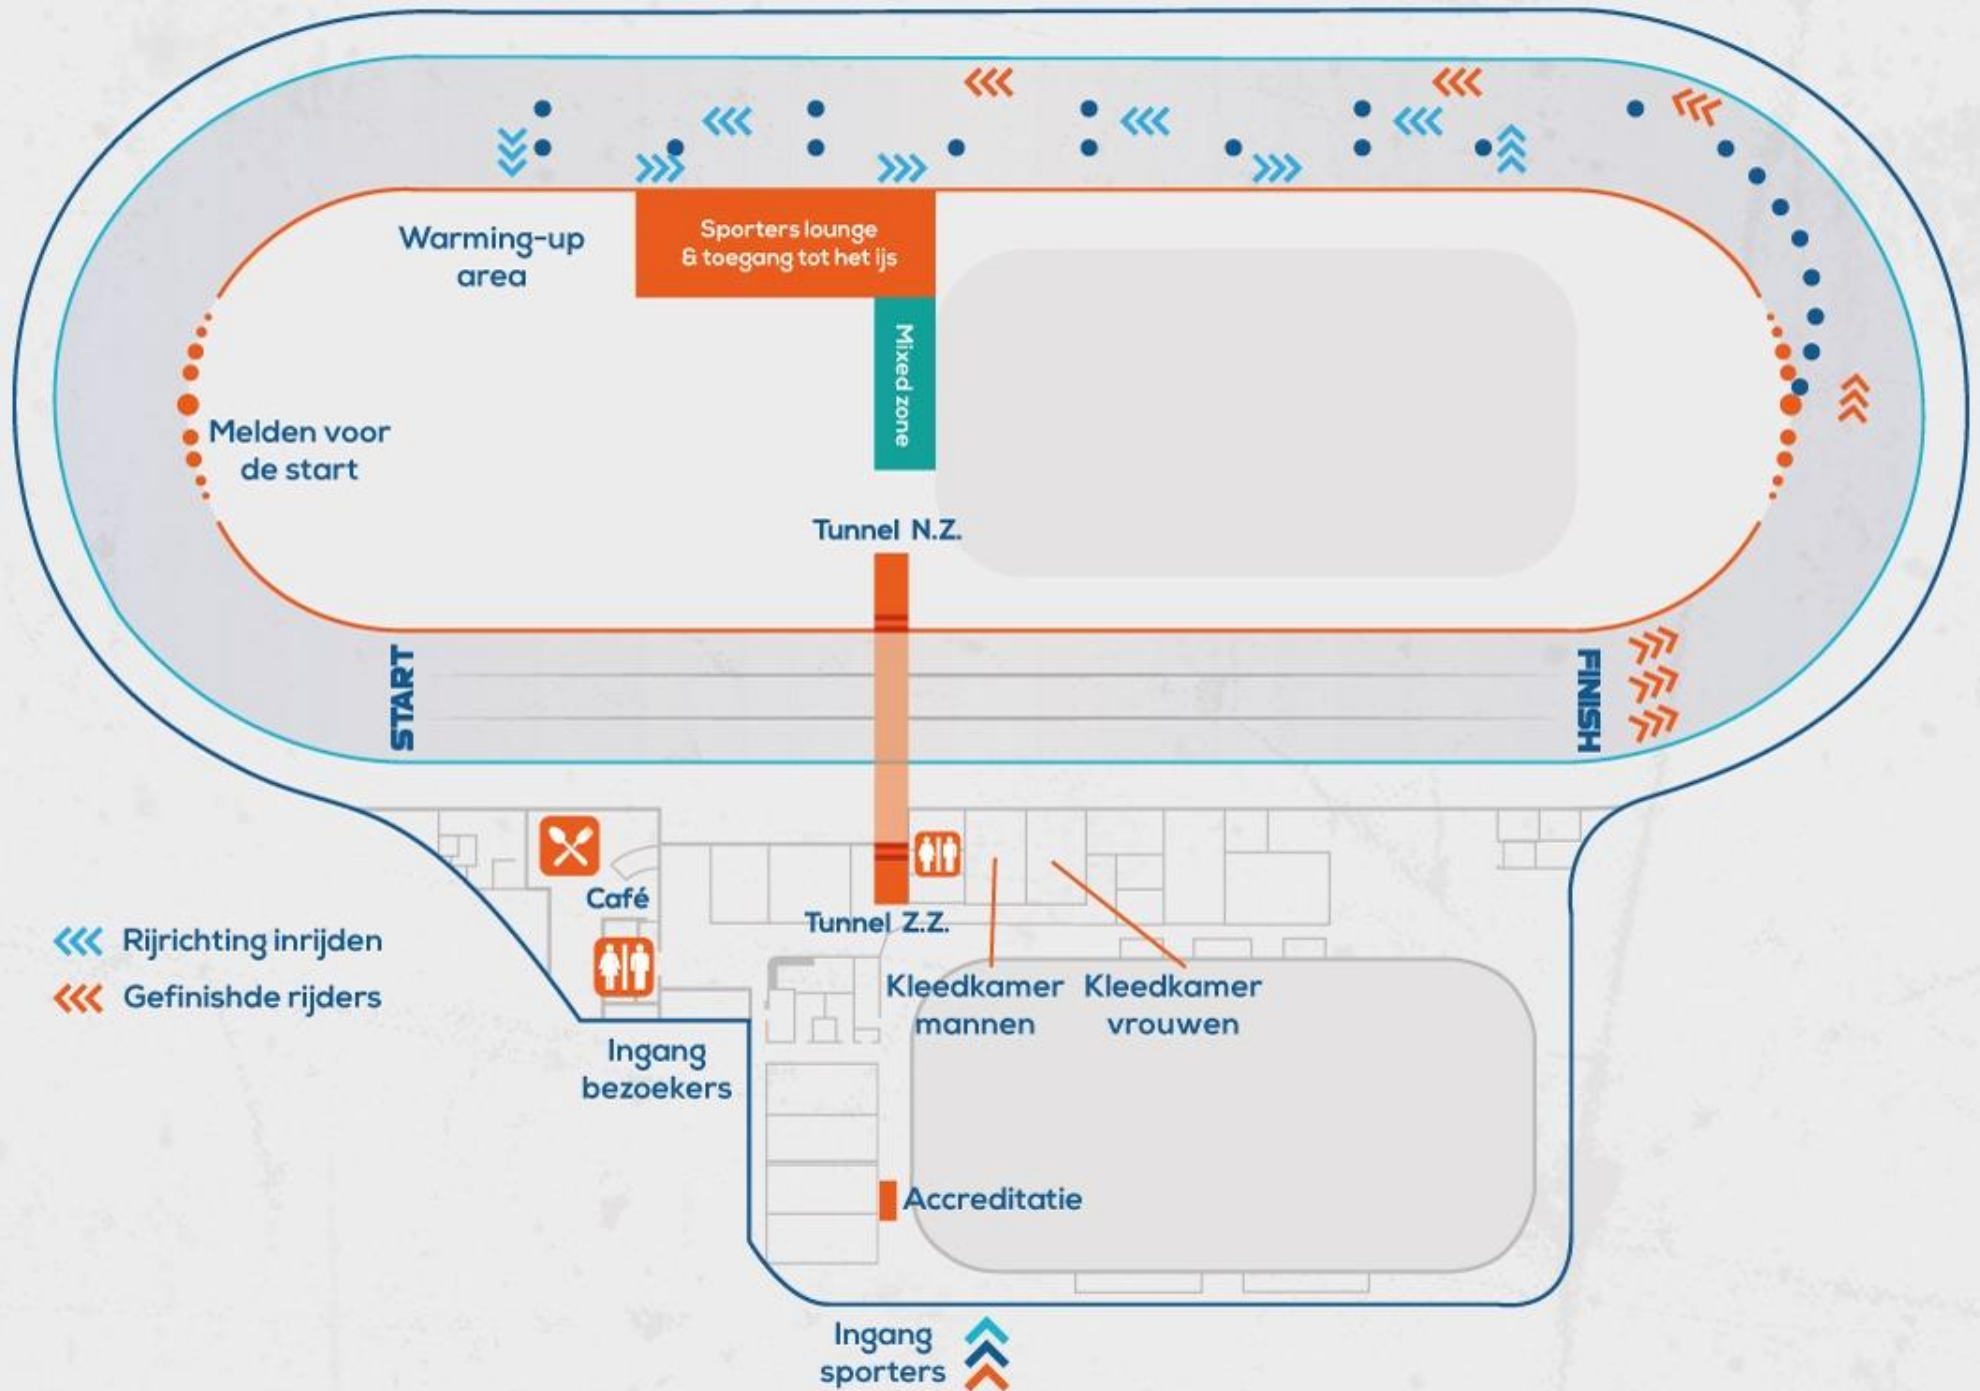 Warming-up
area
Sporters lounge
& toegang tot het ijs
Mixed zone
Melden voor
de start
Tunnel N.Z.
START
FINISH
Café
Tunnel Z.Z.
Rijrichting inrijden
Gefinishde rijders
Kleedkamer
mannen
Kleedkamer
vrouwen
Ingang
bezoekers
Accreditatie
Ingang
sporters